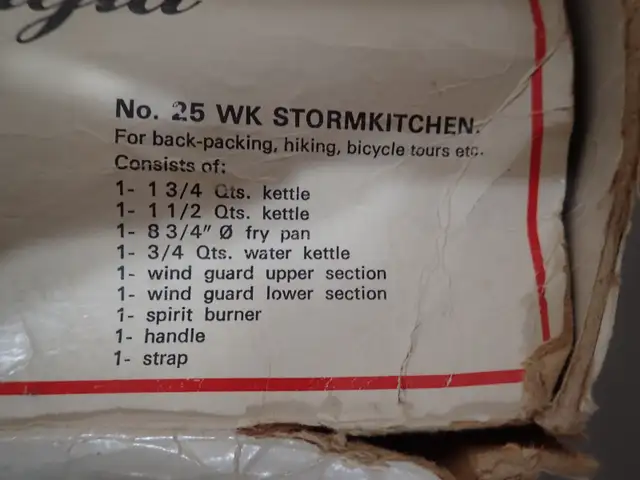 No. 25 WK STORMKITCHEN.
For back-packing, hiking, bicycle tours etc.
Consists of:
1- 1 3/4 Qts. kettle
1- 1 1/2 Qts. kettle
1- 8 3/4" Ø fry pan
1- 3/4 Qts. water kettle
1- wind guard upper section
1- wind guard lower section
1- spirit burner
1- handle
1- strap